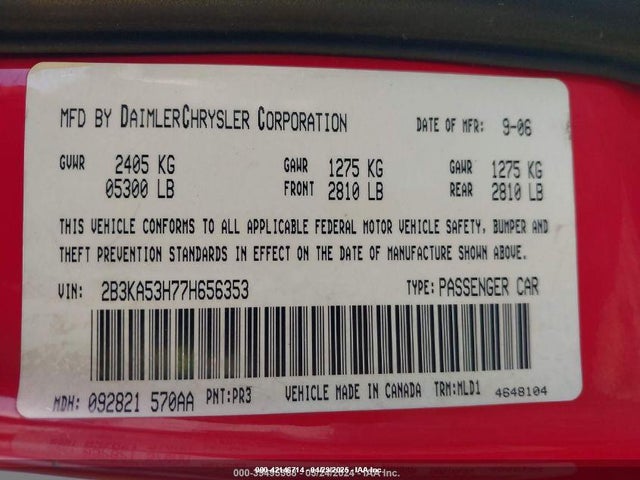 MFD BY DAIMLERCHRYSLER CORPORATION DATE OF MFR: 9-06
GVWR 2405 KG GAWR 1275 KG GAWR 1275 KG
05300 LB FRONT 2810 LB REAR 2810 LB
THIS VEHICLE CONFORMS TO ALL APPLICABLE FEDERAL MOTOR VEHICLE SAFETY, BUMPER AND
THEFT PREVENTION STANDARDS IN EFFECT ON THE DATE OF MANUFACTURE SHOWN ABOVE.
VIN: 2B3KA53H77H656353 TYPE: PASSENGER CAR
MDH: 092821 570AA PNT:PR3 VEHICLE MADE IN CANADA TRM:MLD1 4648104